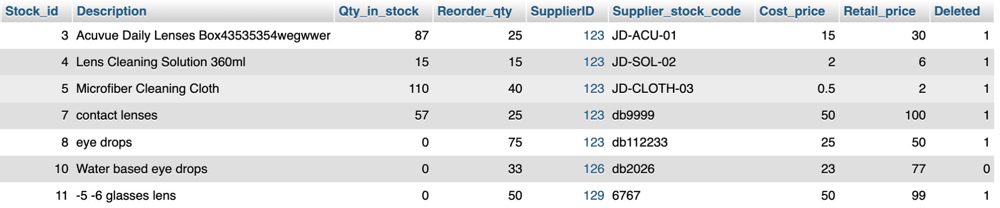 Stock_id Description Qty_in_stock Reorder_qty SupplierID Supplier_stock_code Cost_price Retail_price Deleted
3 Acuvue Daily Lenses Box43535354wegwwer 87 25 123 JD-ACU-01 15 30 1
4 Lens Cleaning Solution 360ml 15 15 123 JD-SOL-02 2 6 1
5 Microfiber Cleaning Cloth 110 40 123 JD-CLOTH-03 0.5 2 1
7 contact lenses 57 25 123 db9999 50 100 1
8 eye drops 0 75 123 db112233 25 50 1
10 Water based eye drops 0 33 126 db2026 23 77 0
11 -5 -6 glasses lens 0 50 129 6767 50 99 1